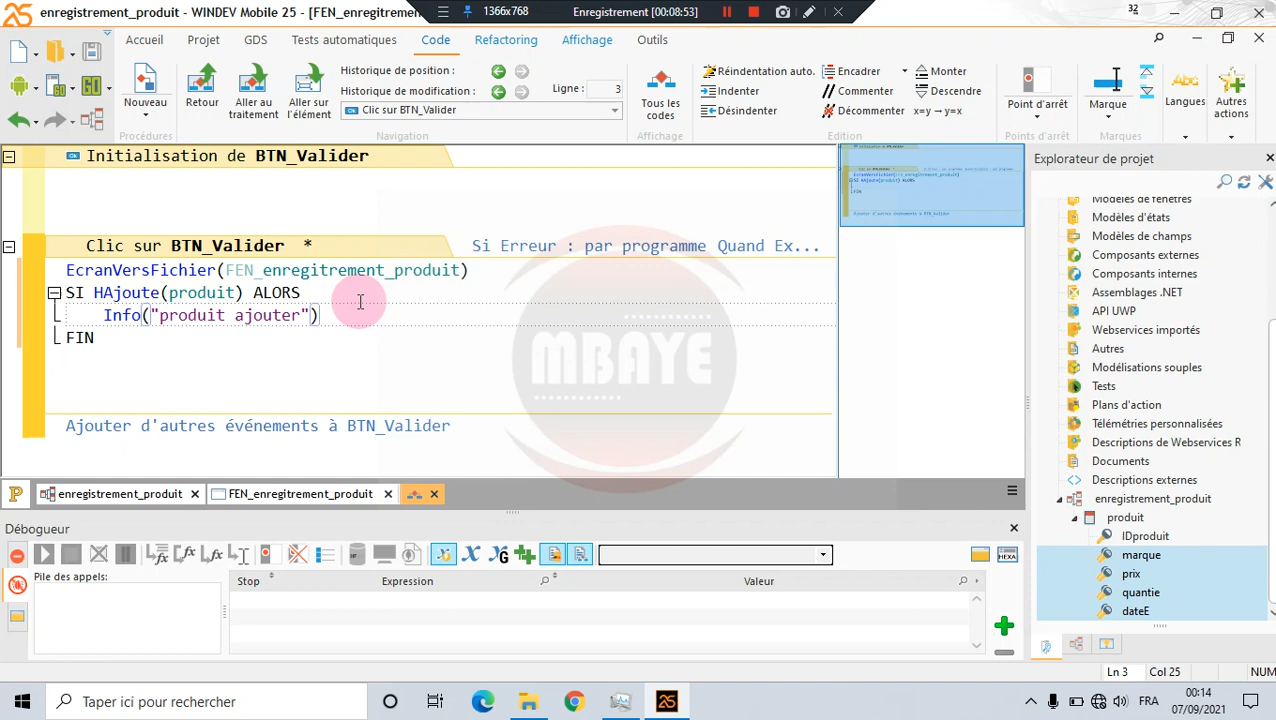 enregistrement_produit - WINDEV Mobile 25 - [FEN_enregitremen
1366x768
Enregistrement [00:08:53]
32
Accueil
Projet
GDS
Tests automatiques
Code
Refactoring
Affichage
Outils
Nouveau
Retour
Aller au traitement
Aller sur l'élément
Historique de position :
Historique de modification :
Clic sur BTN_Valider
Ligne : 3
Tous les codes
Réindentation auto.
Indenter
Désindenter
Encadrer
Commenter
Décommenter
Monter
Descendre
x=y→y=x
Point d'arrêt
Marque
ABC
Langues
Autres actions
Procédures
Navigation
Affichage
Edition
Points d'arrêt
Marques
Initialisation de BTN_Valider
Clic sur BTN_Valider *
Si Erreur : par programme Quand Ex...
EcranVersFichier(FEN_enregitrement_produit)
SI HAjoute(produit) ALORS
Info("produit ajouter")
FIN
MBAYE
Ajouter d'autres événements à BTN_Valider
Explorateur de projet
Modèles de fenêtres
Modèles d'états
Modèles de champs
Composants externes
Composants internes
Assemblages .NET
API UWP
Webservices importés
Autres
Modélisations souples
Tests
Plans d'action
Télémétries personnalisées
Descriptions de Webservices R
Documents
Descriptions externes
enregistrement_produit
produit
IDproduit
marque
prix
quantie
dateE
enregistrement_produit
FEN_enregitrement_produit
Débogueur
HEXA
Pile des appels:
Stop
Expression
Valeur
Ln 3
Col 25
NUM
Taper ici pour rechercher
25
FRA
00:14
07/09/2021